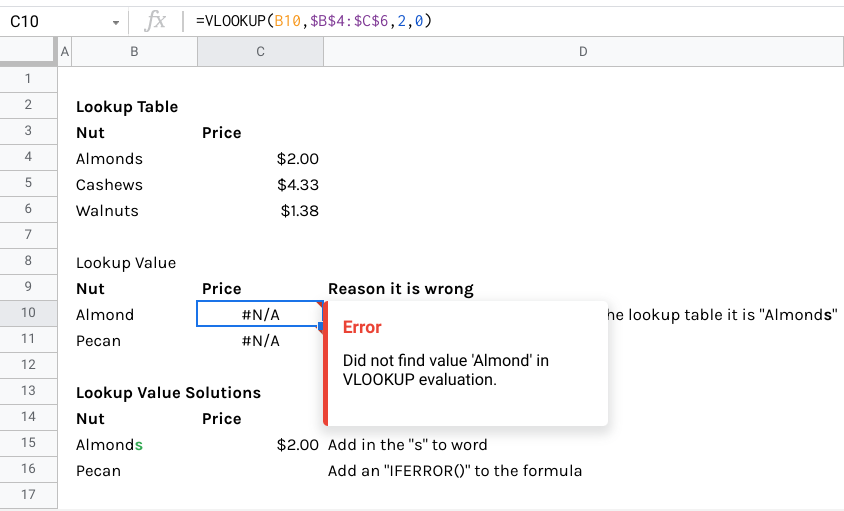 C10 fx =VLOOKUP(B10,$B$4:$C$6,2,0)
A B C D
1
2 Lookup Table
3 Nut Price
4 Almonds $2.00
5 Cashews $4.33
6 Walnuts $1.38
7
8 Lookup Value
9 Nut Price Reason it is wrong
10 Almond #N/A he lookup table it is "Almonds"
Error
11 Pecan #N/A
Did not find value 'Almond' in
VLOOKUP evaluation.
12
13 Lookup Value Solutions
14 Nut Price
15 Almonds $2.00 Add in the "s" to word
16 Pecan Add an "IFERROR()" to the formula
17